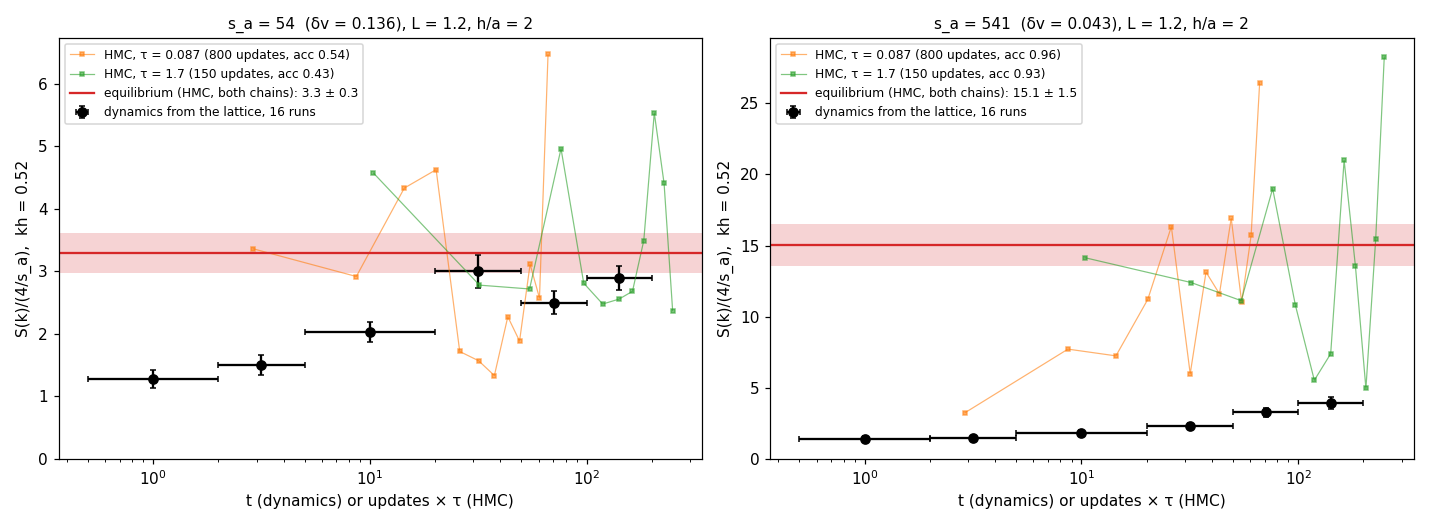 s_a = 54  (δv = 0.136), L = 1.2, h/a = 2
HMC, τ = 0.087 (800 updates, acc 0.54)
HMC, τ = 1.7 (150 updates, acc 0.43)
equilibrium (HMC, both chains): 3.3 ± 0.3
dynamics from the lattice, 16 runs
S(k)/(4/s_a),  kh = 0.52
6
5
4
3
2
1
0
10⁰
10¹
10²
t (dynamics) or updates × τ (HMC)
s_a = 541  (δv = 0.043), L = 1.2, h/a = 2
HMC, τ = 0.087 (800 updates, acc 0.96)
HMC, τ = 1.7 (150 updates, acc 0.93)
equilibrium (HMC, both chains): 15.1 ± 1.5
dynamics from the lattice, 16 runs
S(k)/(4/s_a),  kh = 0.52
25
20
15
10
5
0
10⁰
10¹
10²
t (dynamics) or updates × τ (HMC)